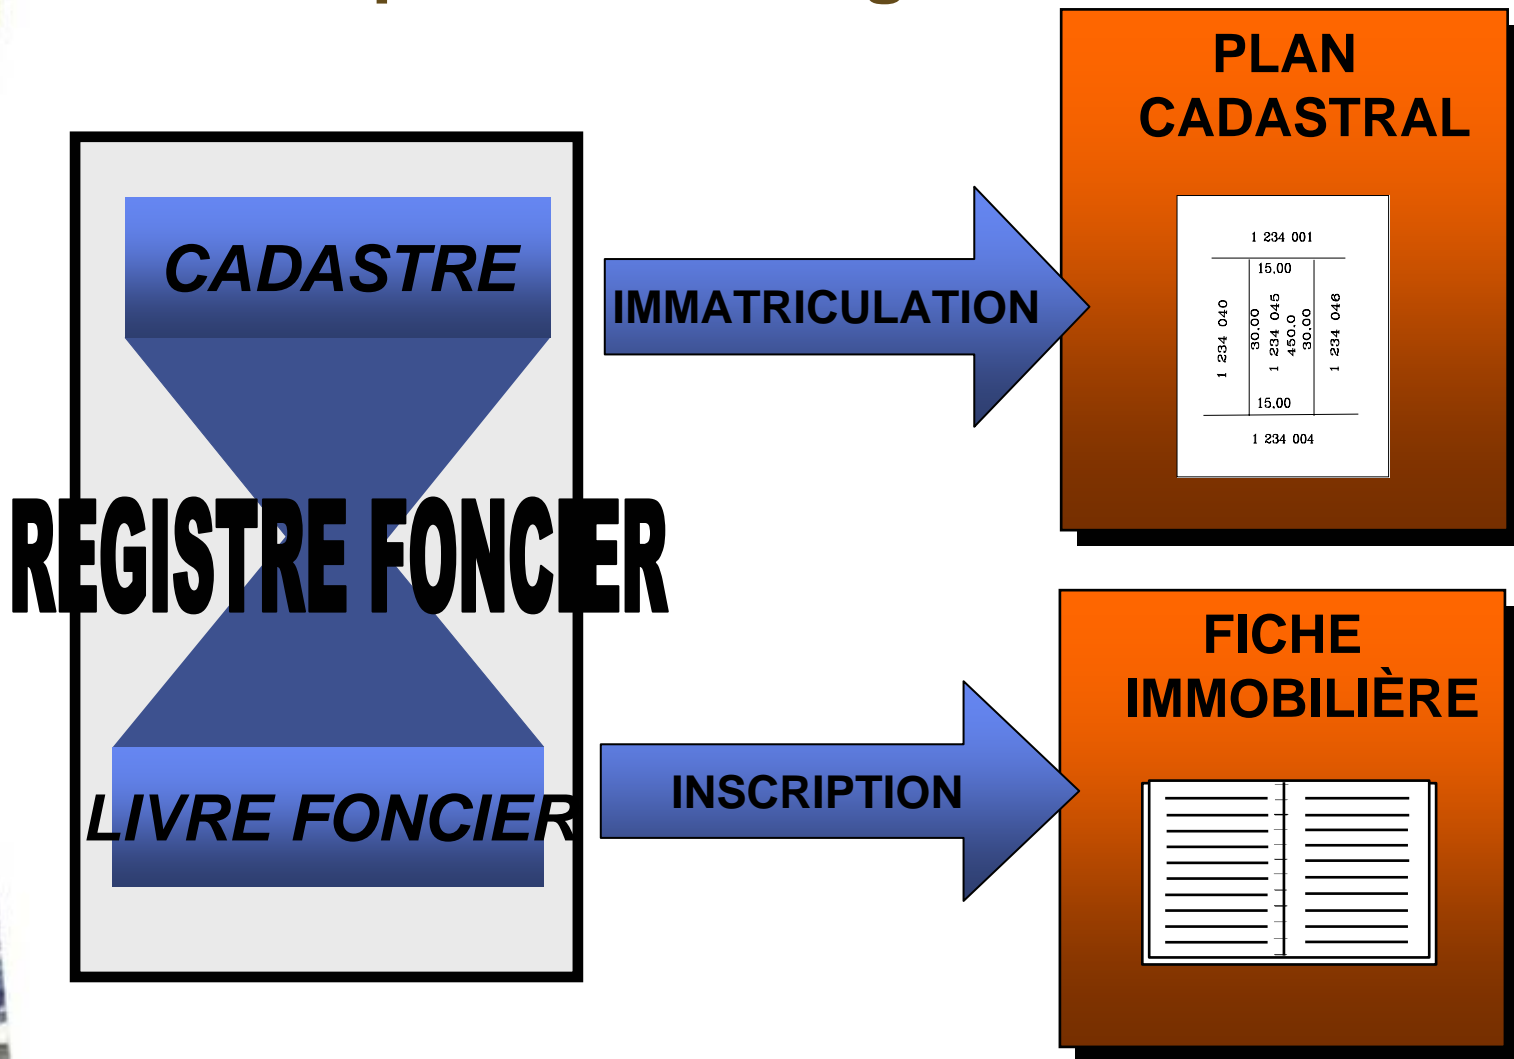 PLAN
CADASTRAL
1 234 001
15.00
1 234 040
30.00
1 234 045
450.0
30.00
1 234 046
15.00
1 234 004
CADASTRE
IMMATRICULATION
REGISTRE FONCIER
FICHE
IMMOBILIÈRE
LIVRE FONCIER
INSCRIPTION